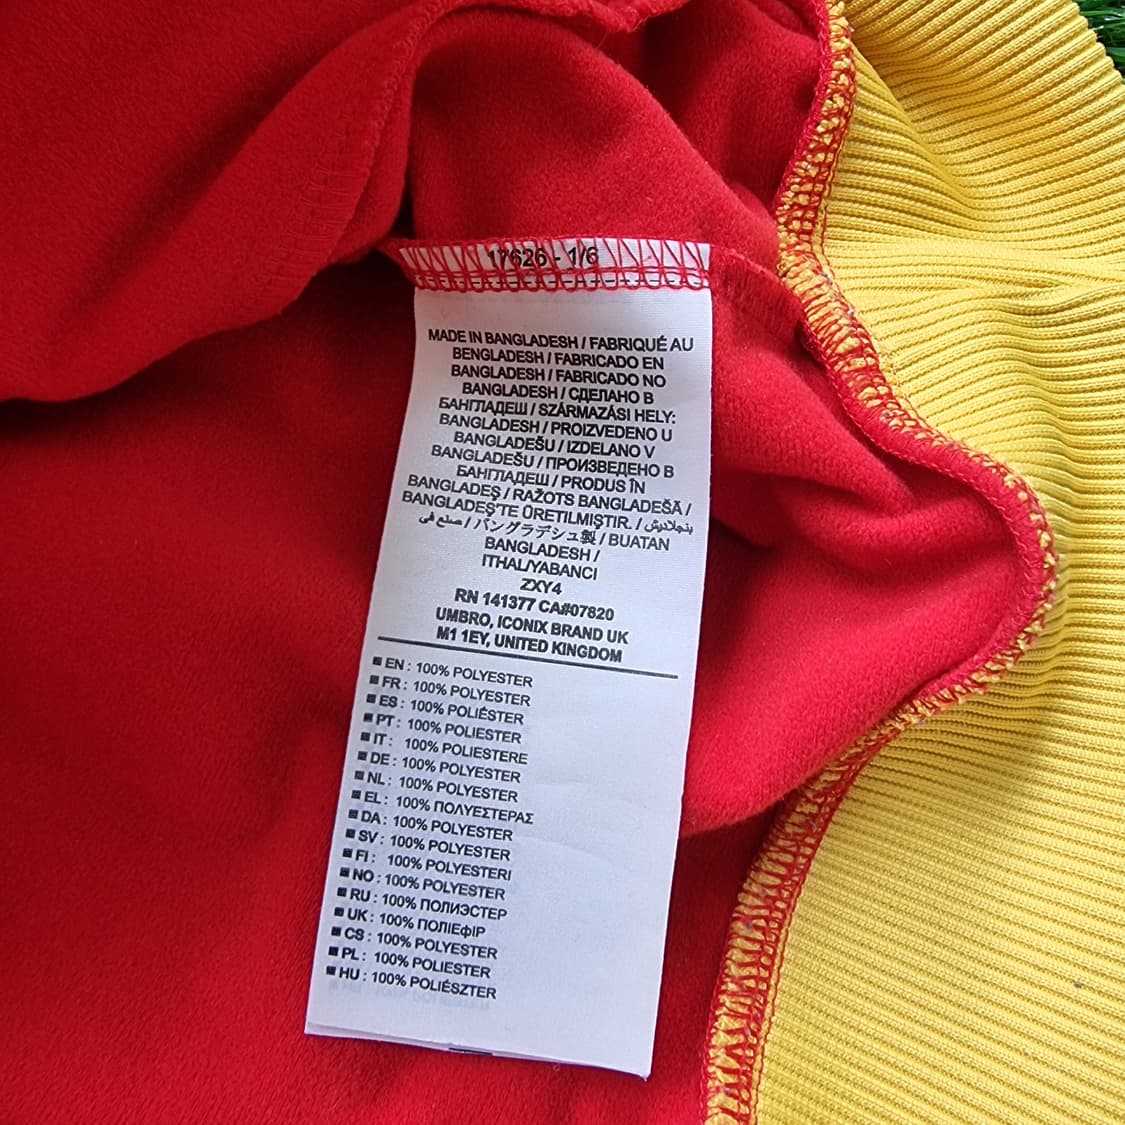 17626 - 1/6
MADE IN BANGLADESH / FABRIQUÉ AU
BENGLADESH / FABRICADO EN
BANGLADESH / FABRICADO NO
BANGLADESH / СДЕЛАНО В
БАНГЛАДЕШ / SZÁRMAZÁSI HELY:
BANGLADESH / PROIZVEDENO U
BANGLADEŠU / IZDELANO V
BANGLADEŠU / ПРОИЗВЕДЕНО В
БАНГЛАДЕШ / PRODUS ÎN
BANGLADEŞ / RAŽOTS BANGLADEŠĀ /
BANGLADEŞ'TE ÜRETILMIŞTIR. / بنجلاديش
صنع في / バングラデシュ製 / BUATAN
BANGLADESH /
ITHAL/YABANCI
ZXY4
RN 141377 CA#07820
UMBRO, ICONIX BRAND UK
M1 1EY, UNITED KINGDOM
EN : 100% POLYESTER
FR : 100% POLYESTER
ES : 100% POLIÉSTER
PT : 100% POLIESTER
IT : 100% POLIESTERE
DE : 100% POLYESTER
NL : 100% POLYESTER
EL : 100% ΠΟΛΥΕΣΤΕΡΑΣ
DA : 100% POLYESTER
SV : 100% POLYESTER
FI : 100% POLYESTERI
NO : 100% POLYESTER
RU : 100% ПОЛИЭСТЕР
UK : 100% ПОЛІЕфІР
CS : 100% POLYESTER
PL : 100% POLIESTER
HU : 100% POLIÉSZTER